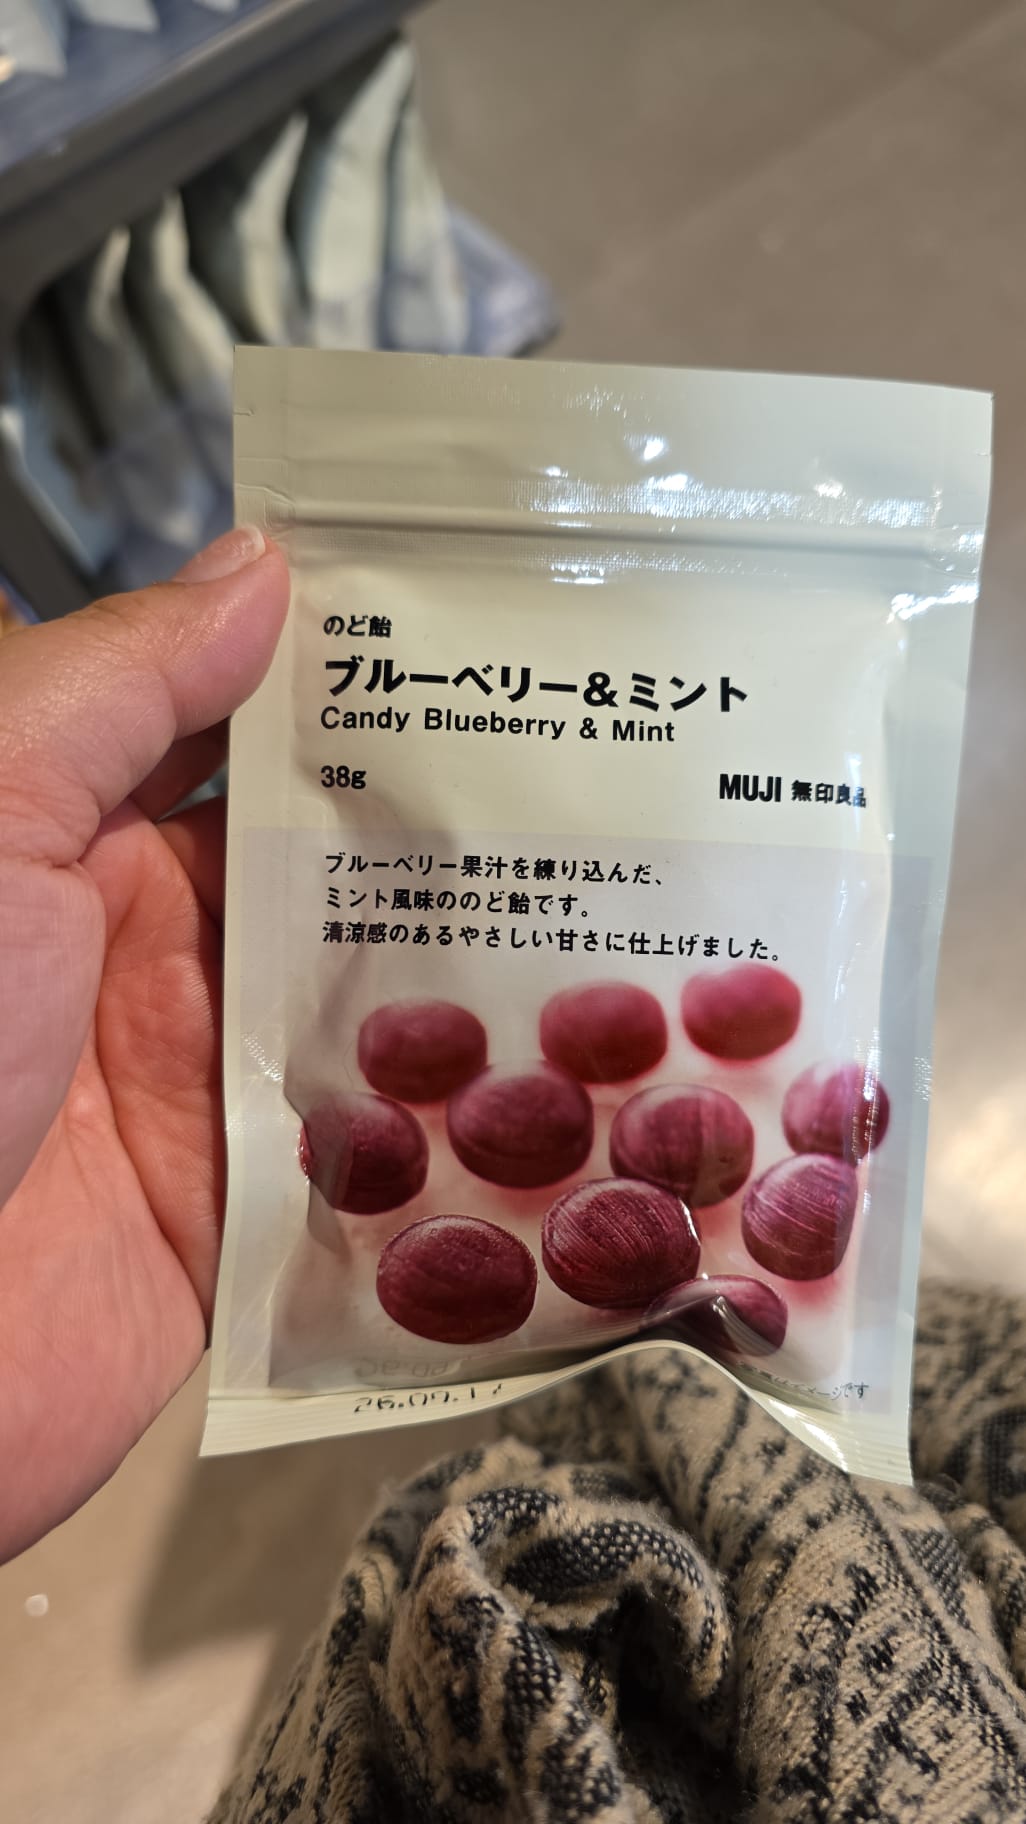 のど飴
ブルーベリー&ミント
Candy Blueberry & Mint
38g
MUJI 無印良品
ブルーベリー果汁を練り込んだ、
ミント風味ののど飴です。
清涼感のあるやさしい甘さに仕上げました。